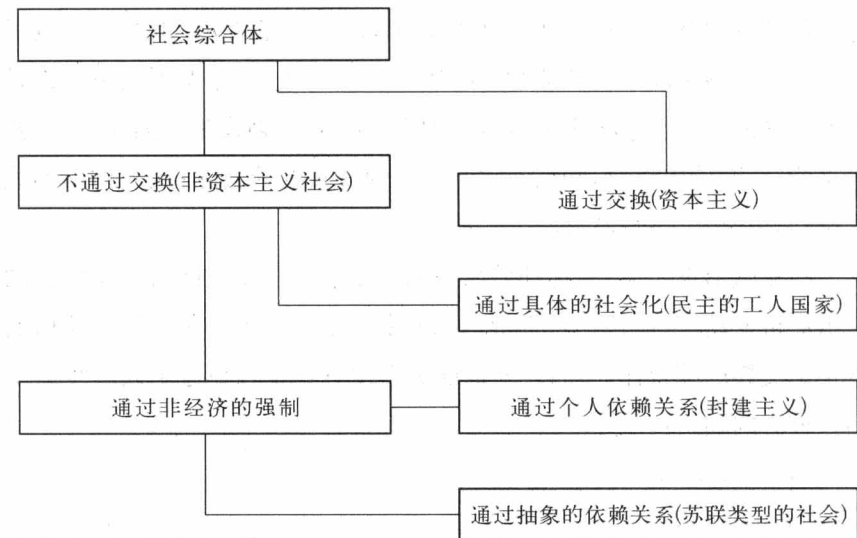 社会综合体
不通过交换(非资本主义社会)
通过交换(资本主义)
通过具体的社会化(民主的工人国家)
通过非经济的强制
通过个人依赖关系(封建主义)
通过抽象的依赖关系(苏联类型的社会)